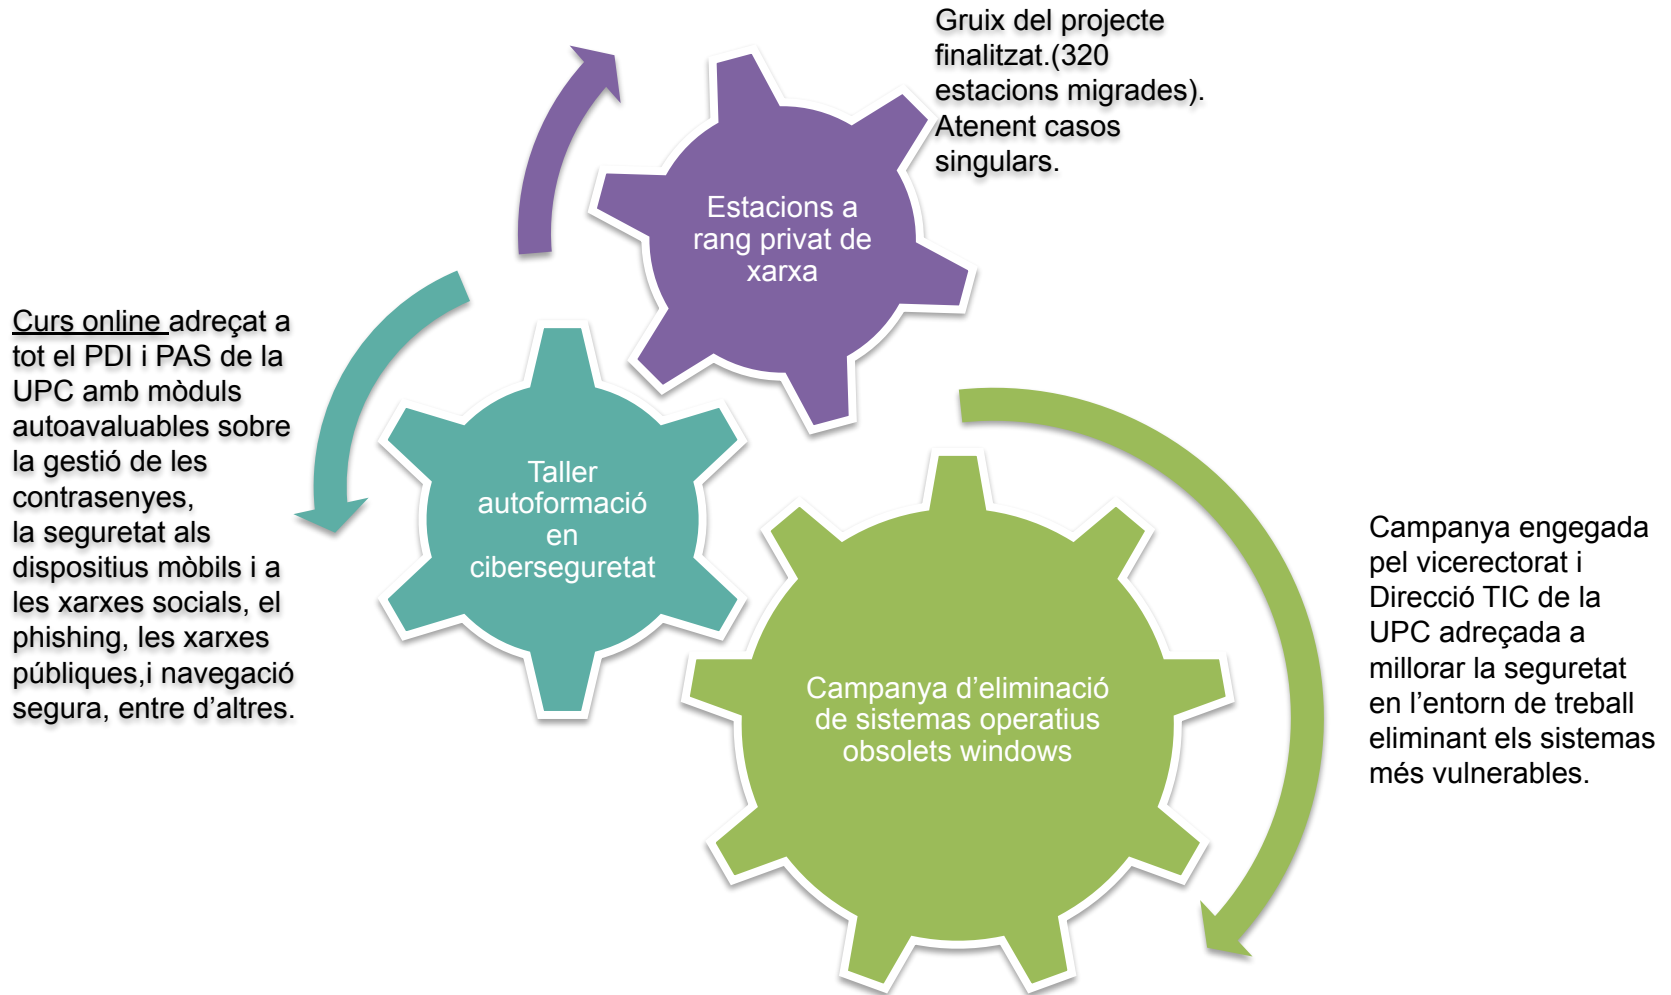 Gruix del projecte
finalitzat.(320
estacions migrades).
Atenent casos
singulars.
Estacions a
rang privat de
xarxa
Curs online adreçat a
tot el PDI i PAS de la
UPC amb mòduls
autoavaluables sobre
la gestió de les
contrasenyes,
la seguretat als
dispositius mòbils i a
les xarxes socials, el
phishing, les xarxes
públiques,i navegació
segura, entre d’altres.
Taller
autoformació
en
ciberseguretat
Campanya d’eliminació
de sistemas operatius
obsolets windows
Campanya engegada
pel vicerectorat i
Direcció TIC de la
UPC adreçada a
millorar la seguretat
en l’entorn de treball
eliminant els sistemas
més vulnerables.